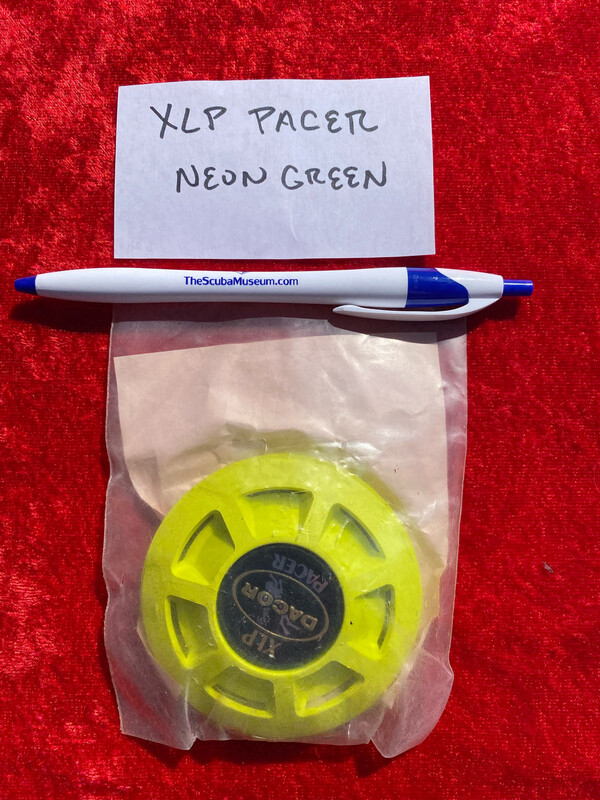 XLP PACER
NEON GREEN
TheScubaMuseum.com
PACER
DACOR
XLP